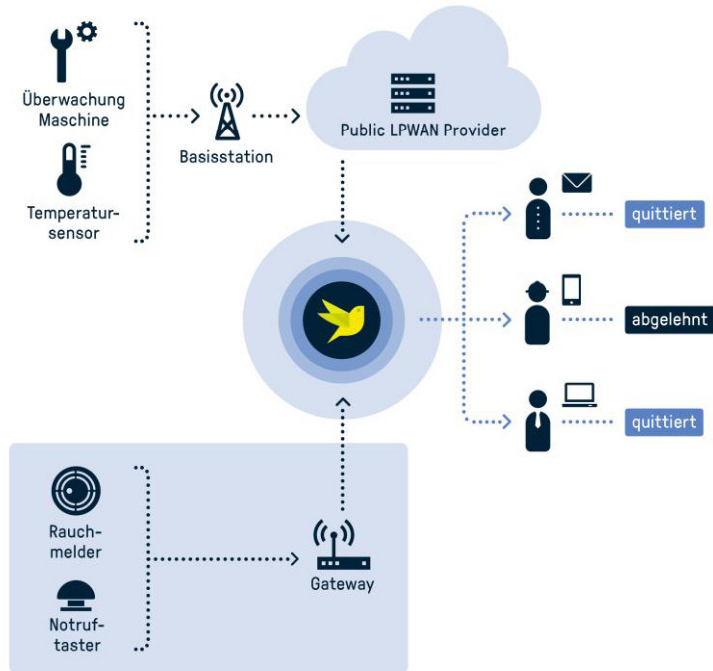 Überwachung
Maschine
Temperatur-
sensor
Basisstation
Public LPWAN Provider
quittiert
abgelehnt
quittiert
Rauch-
melder
Notruf-
taster
Gateway